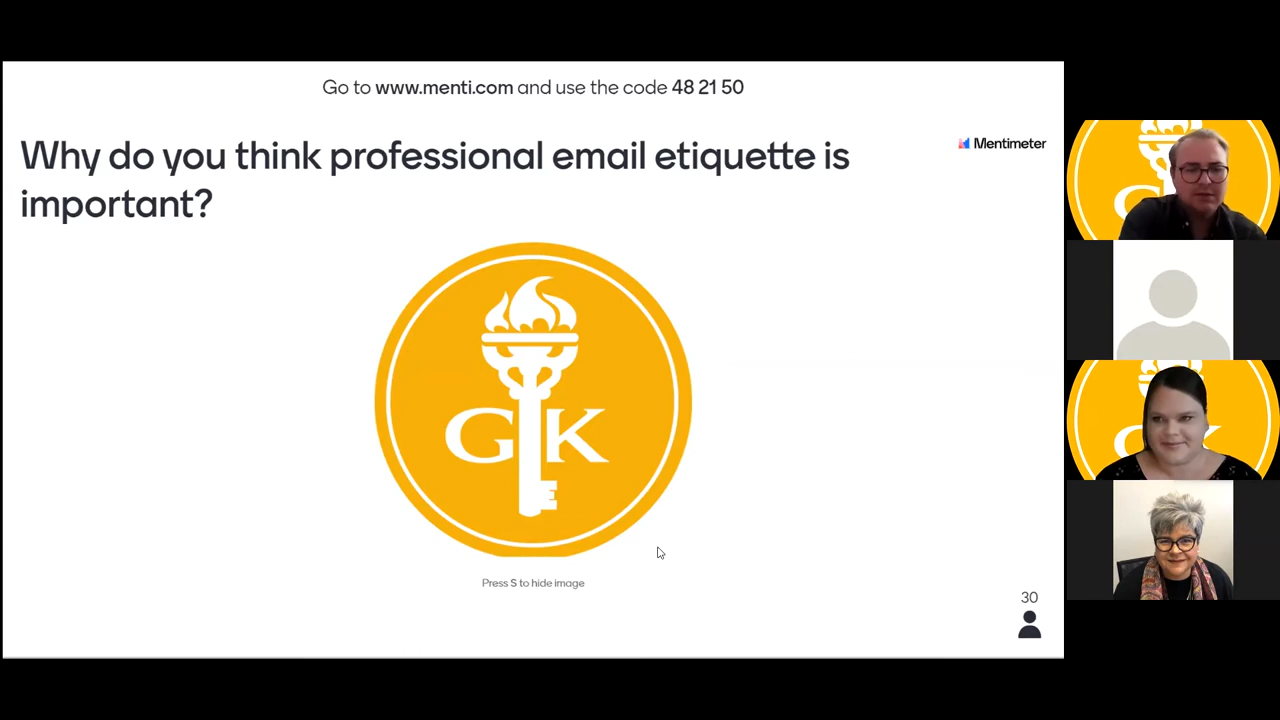 Go to www.menti.com and use the code 48 21 50
Mentimeter
Why do you think professional email etiquette is
important?
GK
Press S to hide image
30